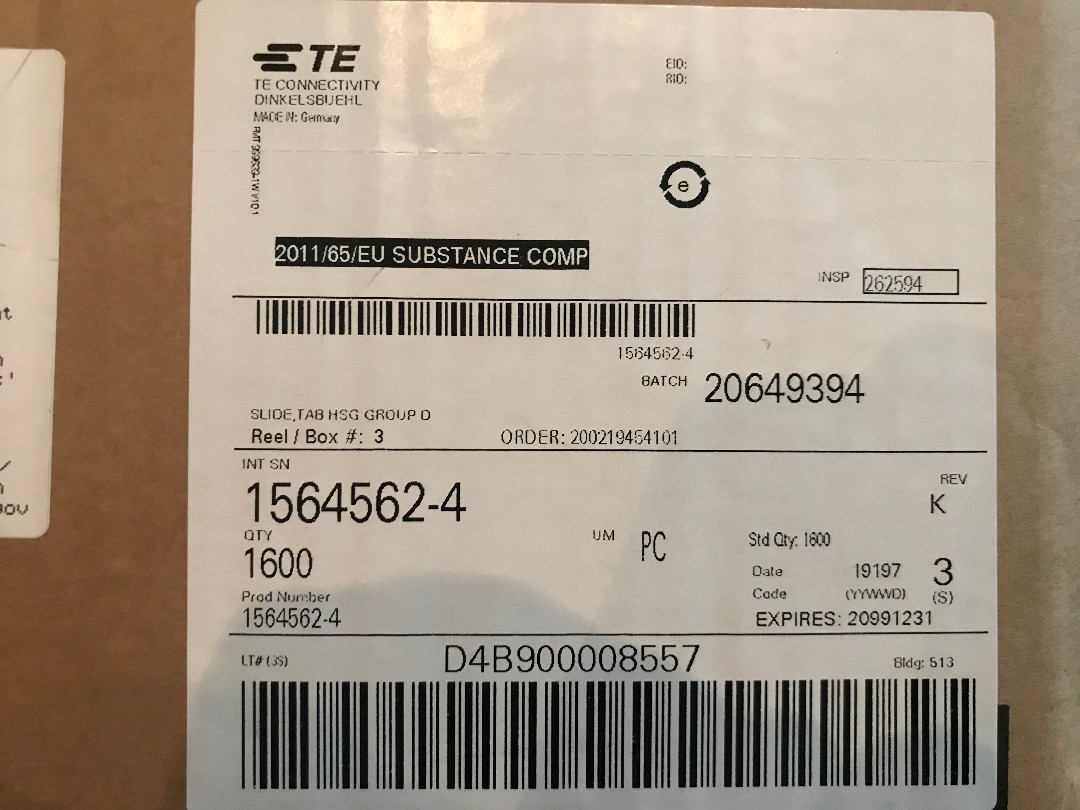 TE
TE CONNECTIVITY
DINKELSBUEHL
MADE IN: Germany
EID:
RID:
e
2011/65/EU SUBSTANCE COMP
INSP 262594
1564562-4
BATCH 20649394
SLIDE,TAB HSG GROUP D
Reel / Box #: 3 ORDER: 200219454101
INT SN
1564562-4
REV
K
QTY
1600
UM PC
Std Qty: 1600
Date 19197 3
Code (YYWWD) (S)
Prod Number
1564562-4
EXPIRES: 20991231
LT# (3S) D4B900008557 Bldg: 513